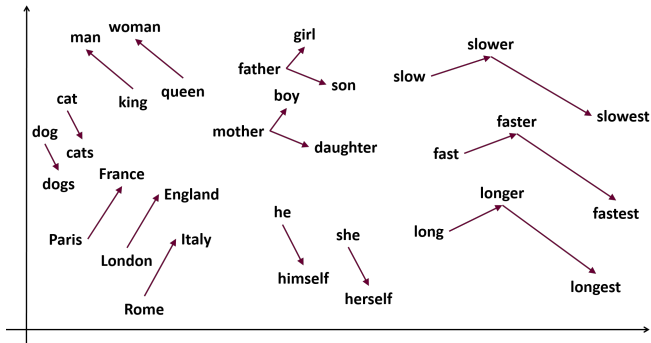 man
woman
king
queen
cat
cats
dog
dogs
France
England
Italy
Paris
London
Rome
girl
father
son
boy
mother
daughter
he
himself
she
herself
slower
slow
slowest
faster
fast
fastest
longer
long
longest